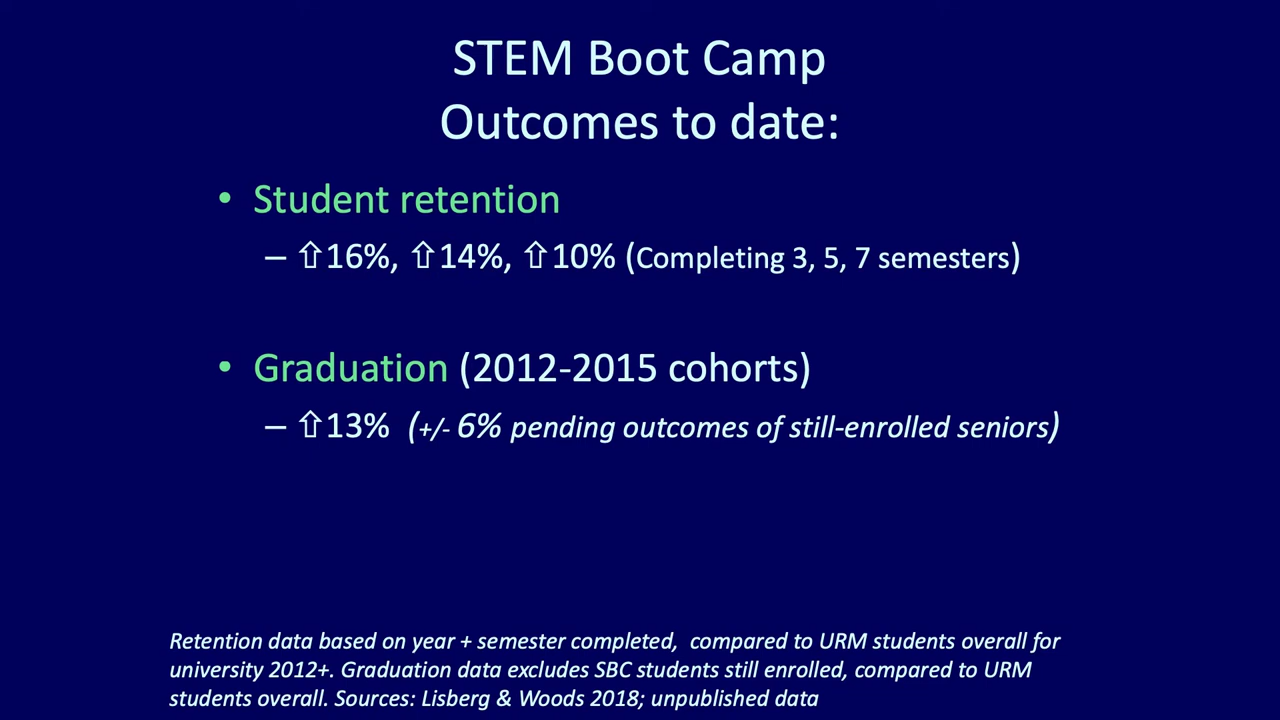 STEM Boot Camp
Outcomes to date:
• Student retention
– ⇧16%, ⇧14%, ⇧10% (Completing 3, 5, 7 semesters)
• Graduation (2012-2015 cohorts)
– ⇧13% (+/- 6% pending outcomes of still-enrolled seniors)
Retention data based on year + semester completed, compared to URM students overall for
university 2012+. Graduation data excludes SBC students still enrolled, compared to URM
students overall. Sources: Lisberg & Woods 2018; unpublished data